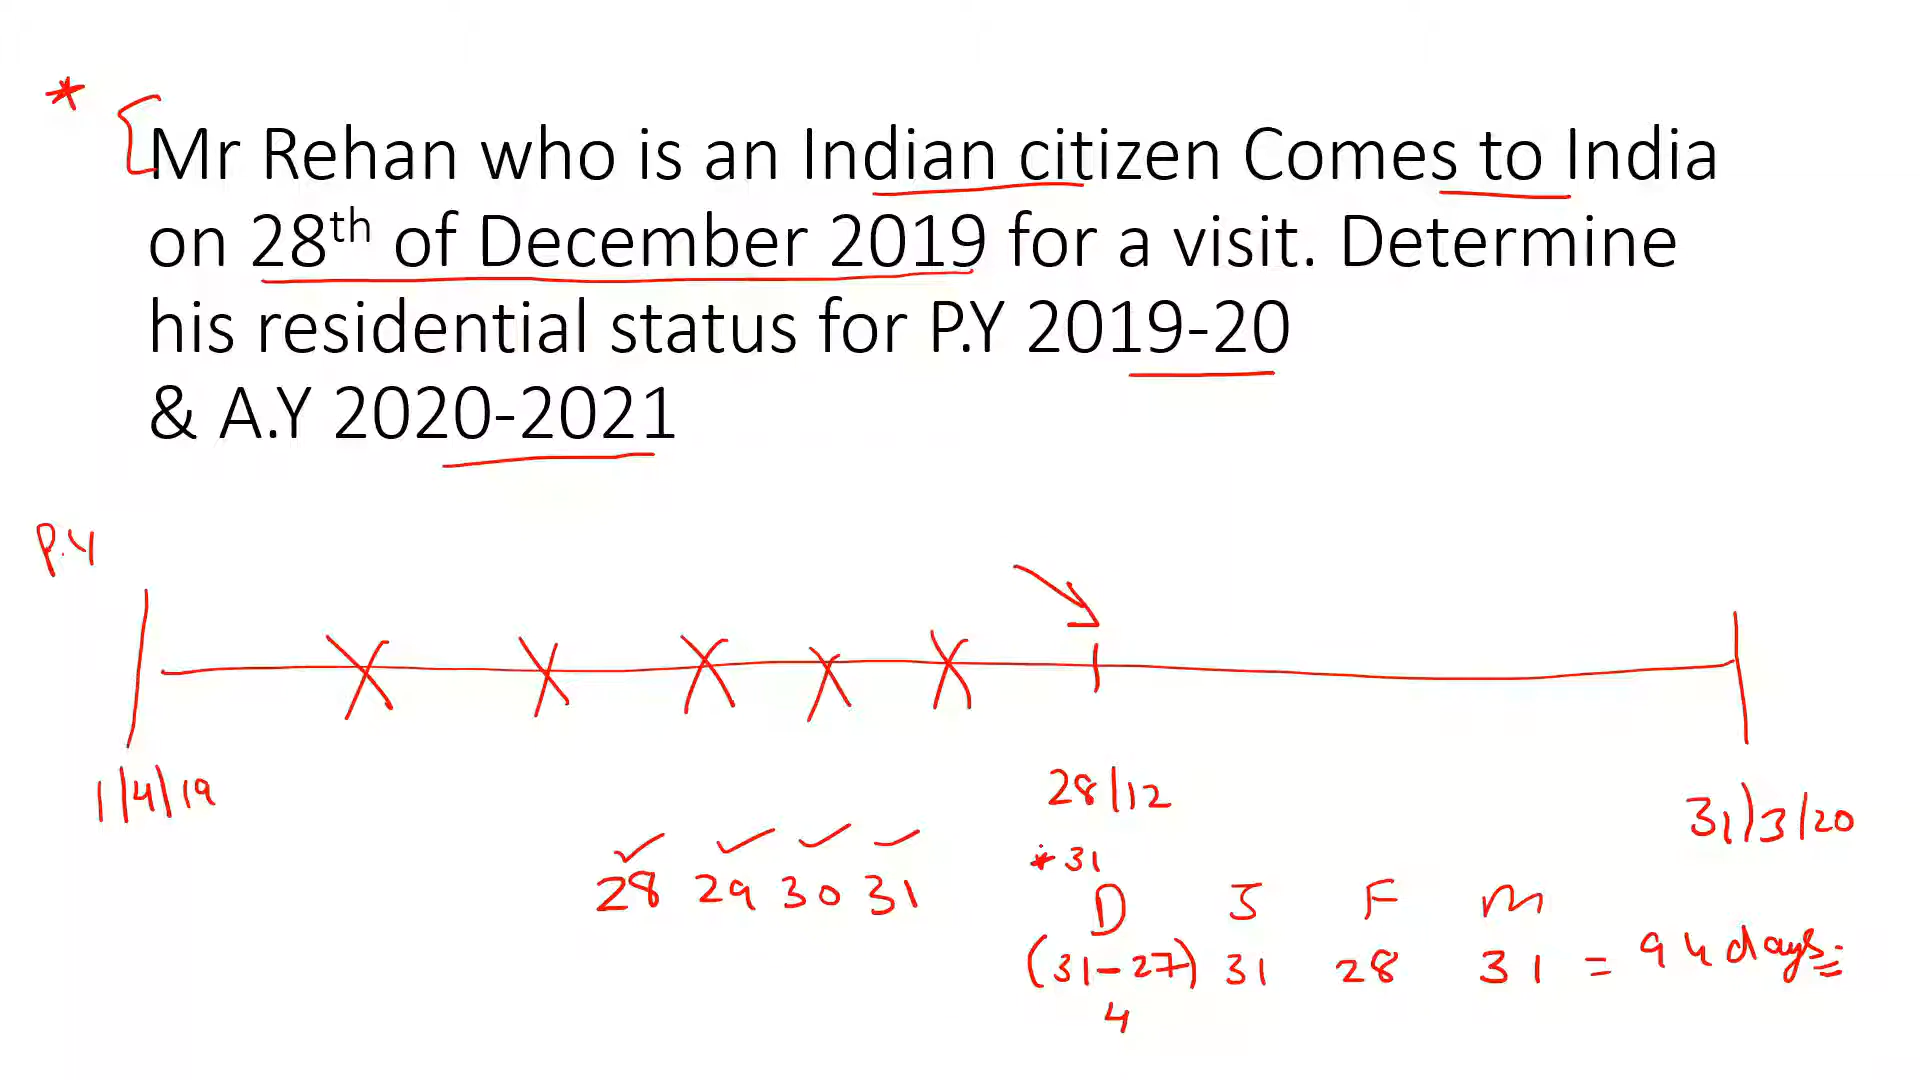 *
Mr Rehan who is an Indian citizen Comes to India
on 28th of December 2019 for a visit. Determine
his residential status for P.Y 2019-20
& A.Y 2020-2021
P.Y
1/4/19
28/12
31/3/20
28 29 30 31
* 31
D J F M
(31-27) 31 28 31 = 94 days
4